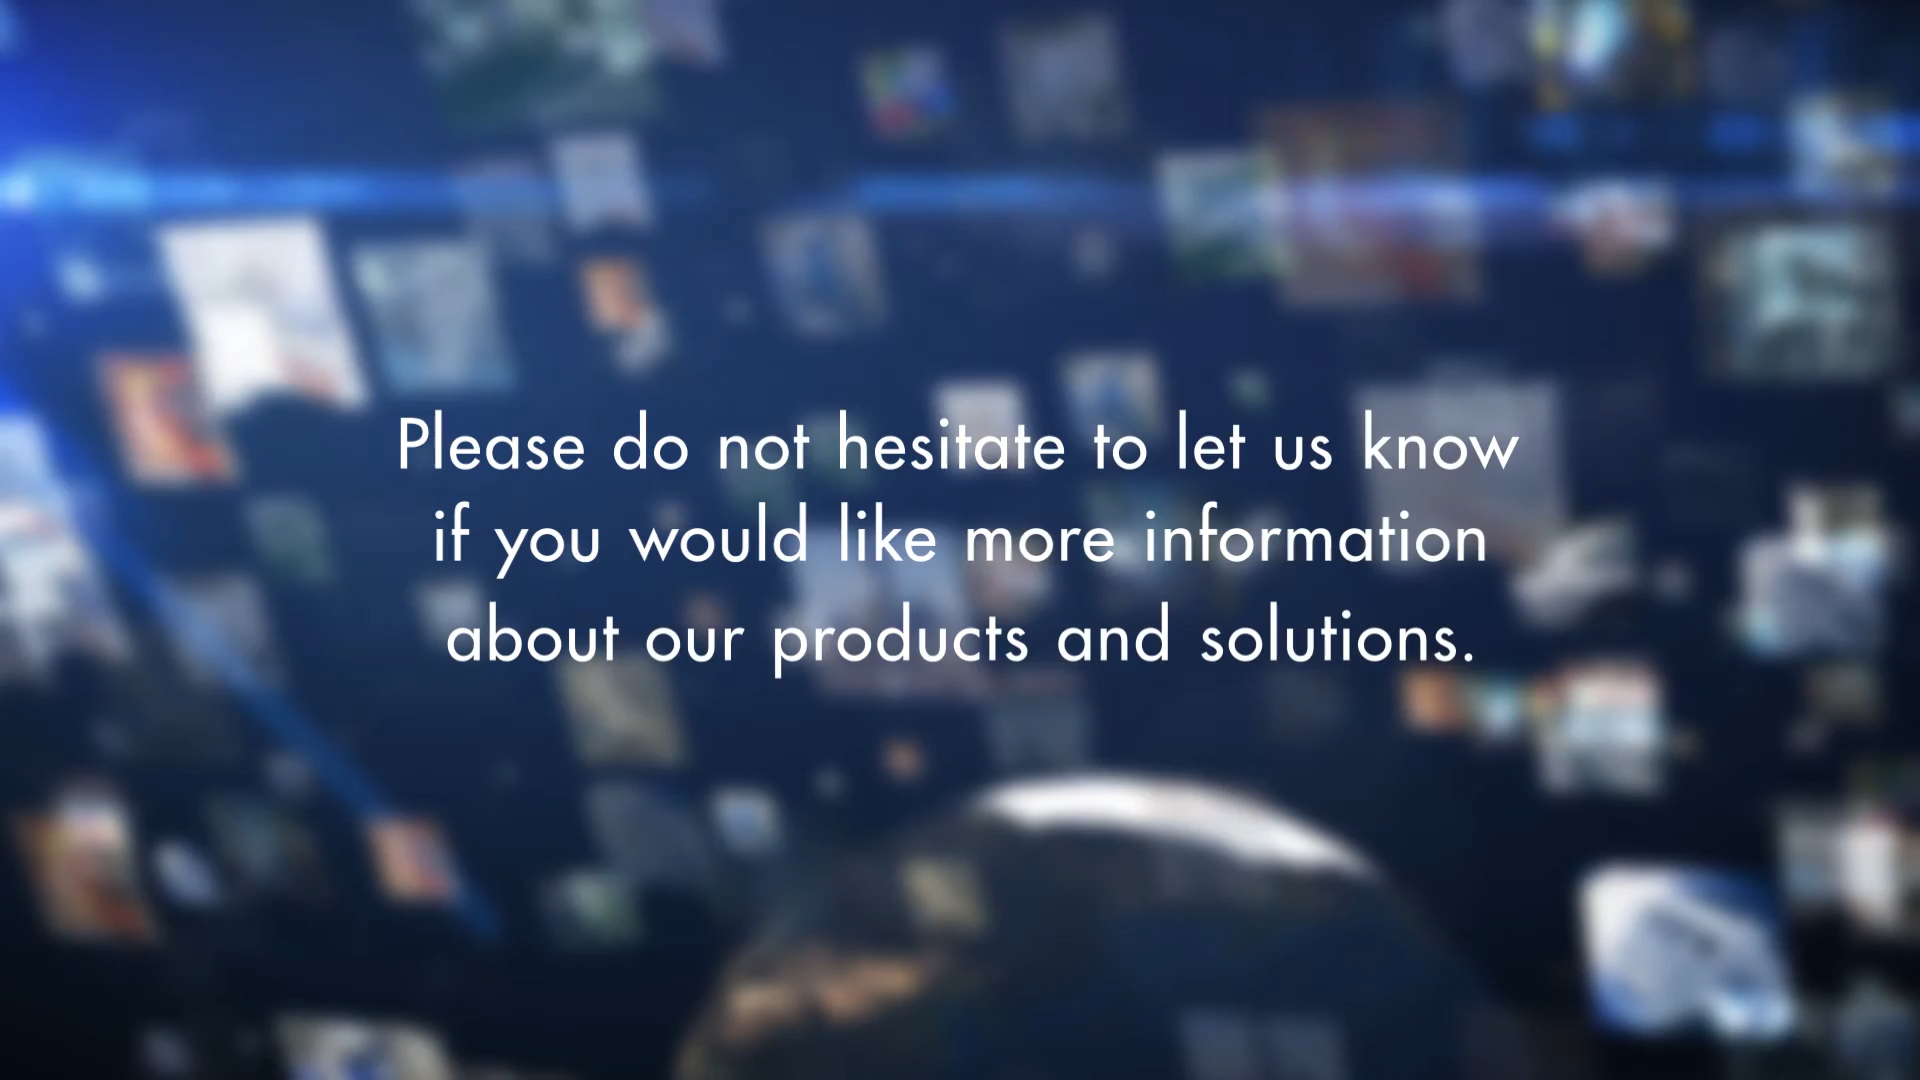 Please do not hesitate to let us know
if you would like more information
about our products and solutions.